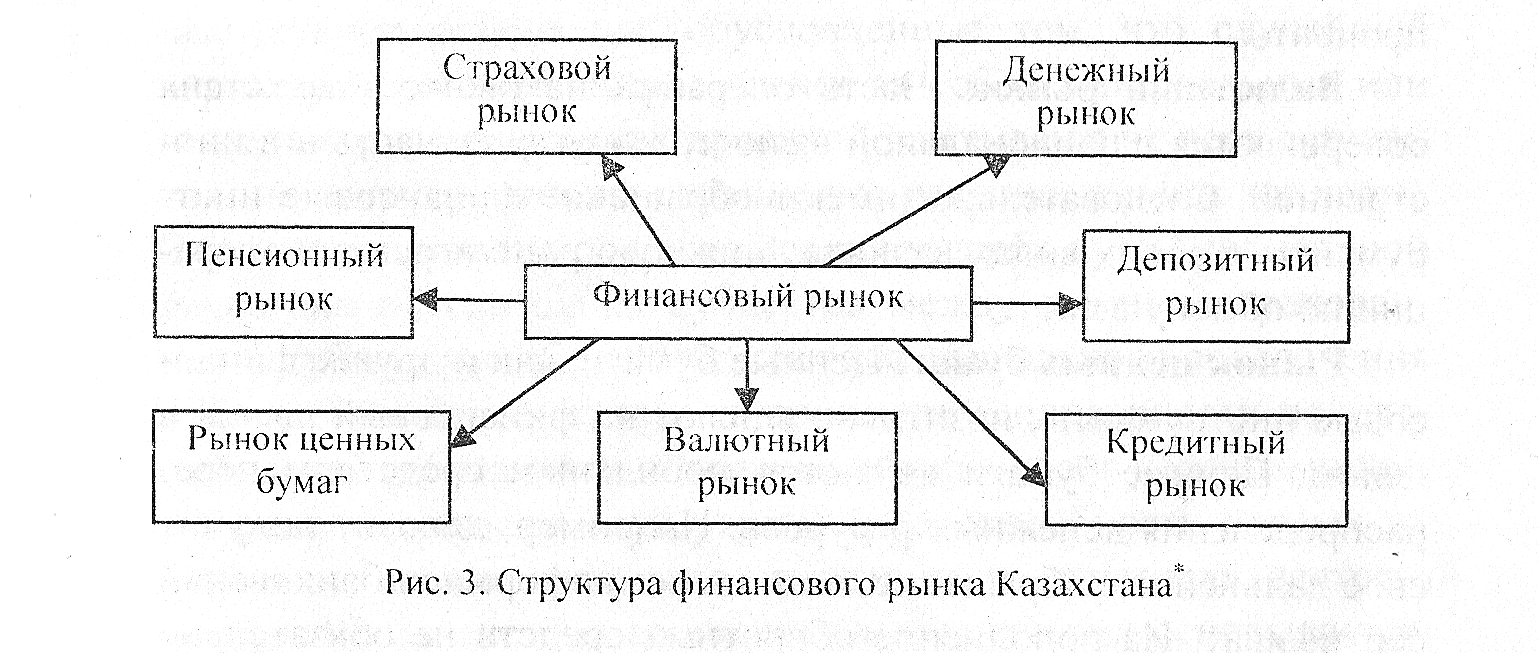 Страховой
рынок
Денежный
рынок
Пенсионный
рынок
Финансовый рынок
Депозитный
рынок
Рынок ценных
бумаг
Валютный
рынок
Кредитный
рынок
Рис. 3. Структура финансового рынка Казахстана*